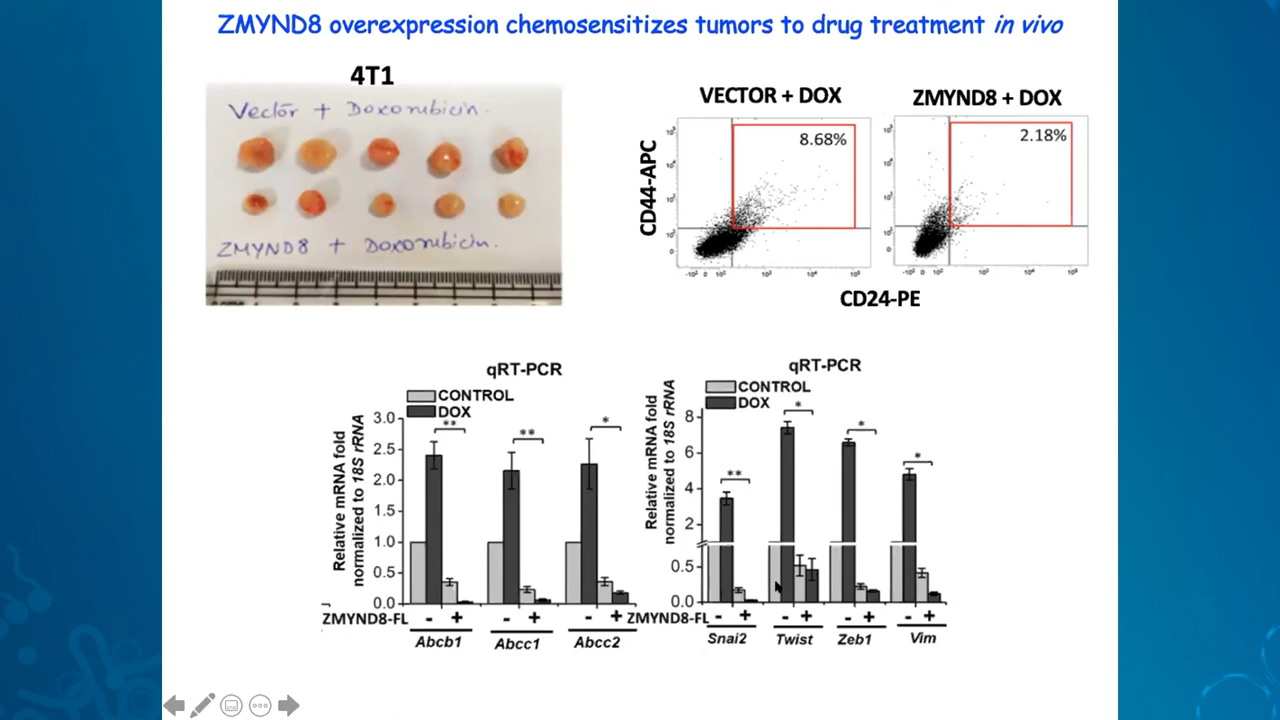 ZMYND8 overexpression chemosensitizes tumors to drug treatment in vivo
4T1
Vector + Doxorubicin.
ZMYND8 + Doxorubicin.
VECTOR + DOX
ZMYND8 + DOX
8.68%
2.18%
CD44-APC
CD24-PE
qRT-PCR
CONTROL
DOX
Relative mRNA fold
normalized to 18S rRNA
3.0
2.5
2.0
1.5
1.0
0.5
0.0
** ** *
ZMYND8-FL - + - + - +
Abcb1 Abcc1 Abcc2
qRT-PCR
CONTROL
DOX
Relative mRNA fold
normalized to 18S rRNA
8
6
4
2
0.5
0.0
** * * *
ZMYND8-FL - + - + - + - +
Snai2 Twist Zeb1 Vim